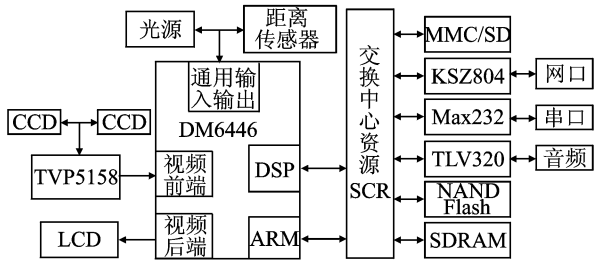 光源
距离
传感器
通用输
入输出
DM6446
CCD
CCD
TVP5158
视频
前端
DSP
LCD
视频
后端
ARM
交换中心资源
SCR
MMC/SD
KSZ804
网口
Max232
串口
TLV320
音频
NAND
Flash
SDRAM